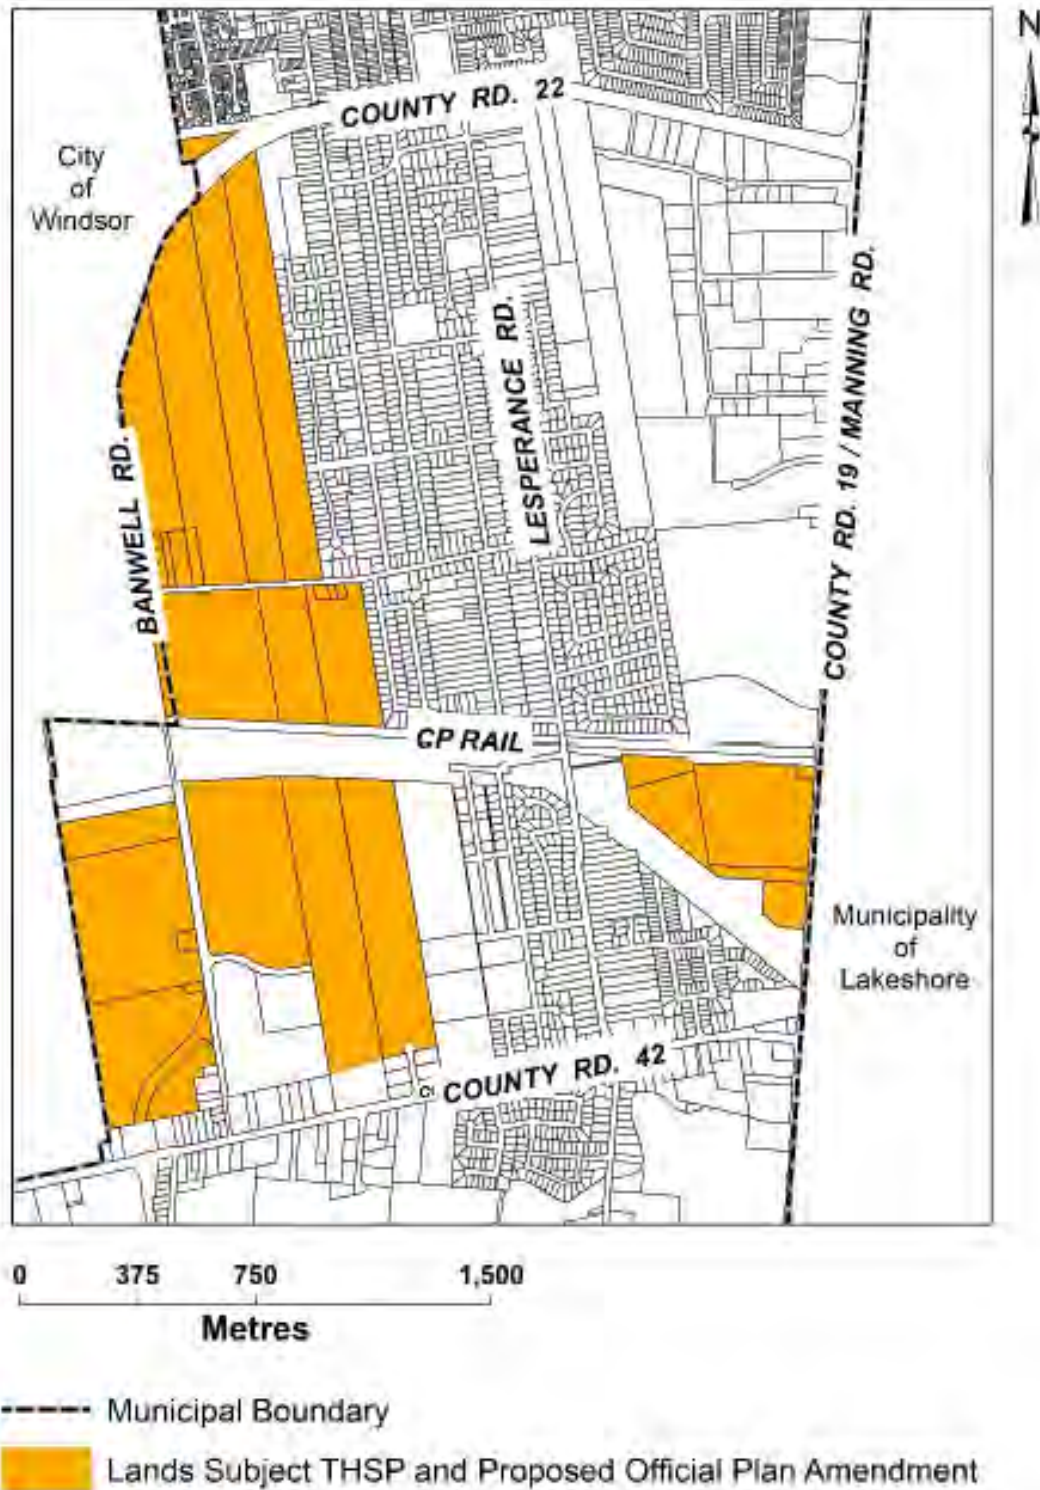 N
COUNTY RD. 22
City
of
Windsor
LESPERANCE RD.
COUNTY RD. 19 / MANNING RD.
BANWELL RD.
CP RAIL
Municipality
of
Lakeshore
COUNTY RD. 42
0 375 750 1,500
Metres
Municipal Boundary
Lands Subject THSP and Proposed Official Plan Amendment